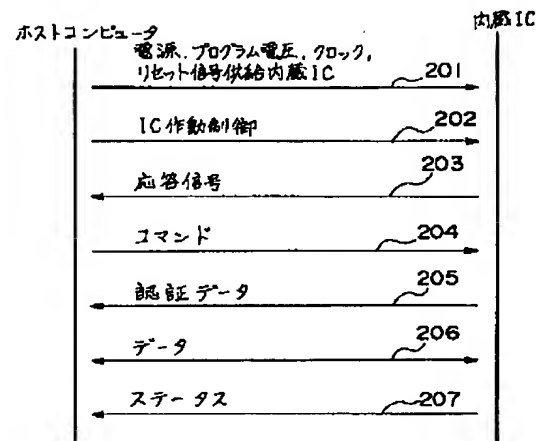 ホストコンピュータ
内蔵IC
電源、プログラム電圧、クロック、
リセット信号供給内蔵IC
201
IC作動制御
202
応答信号
203
コマンド
204
認証データ
205
データ
206
ステータス
207